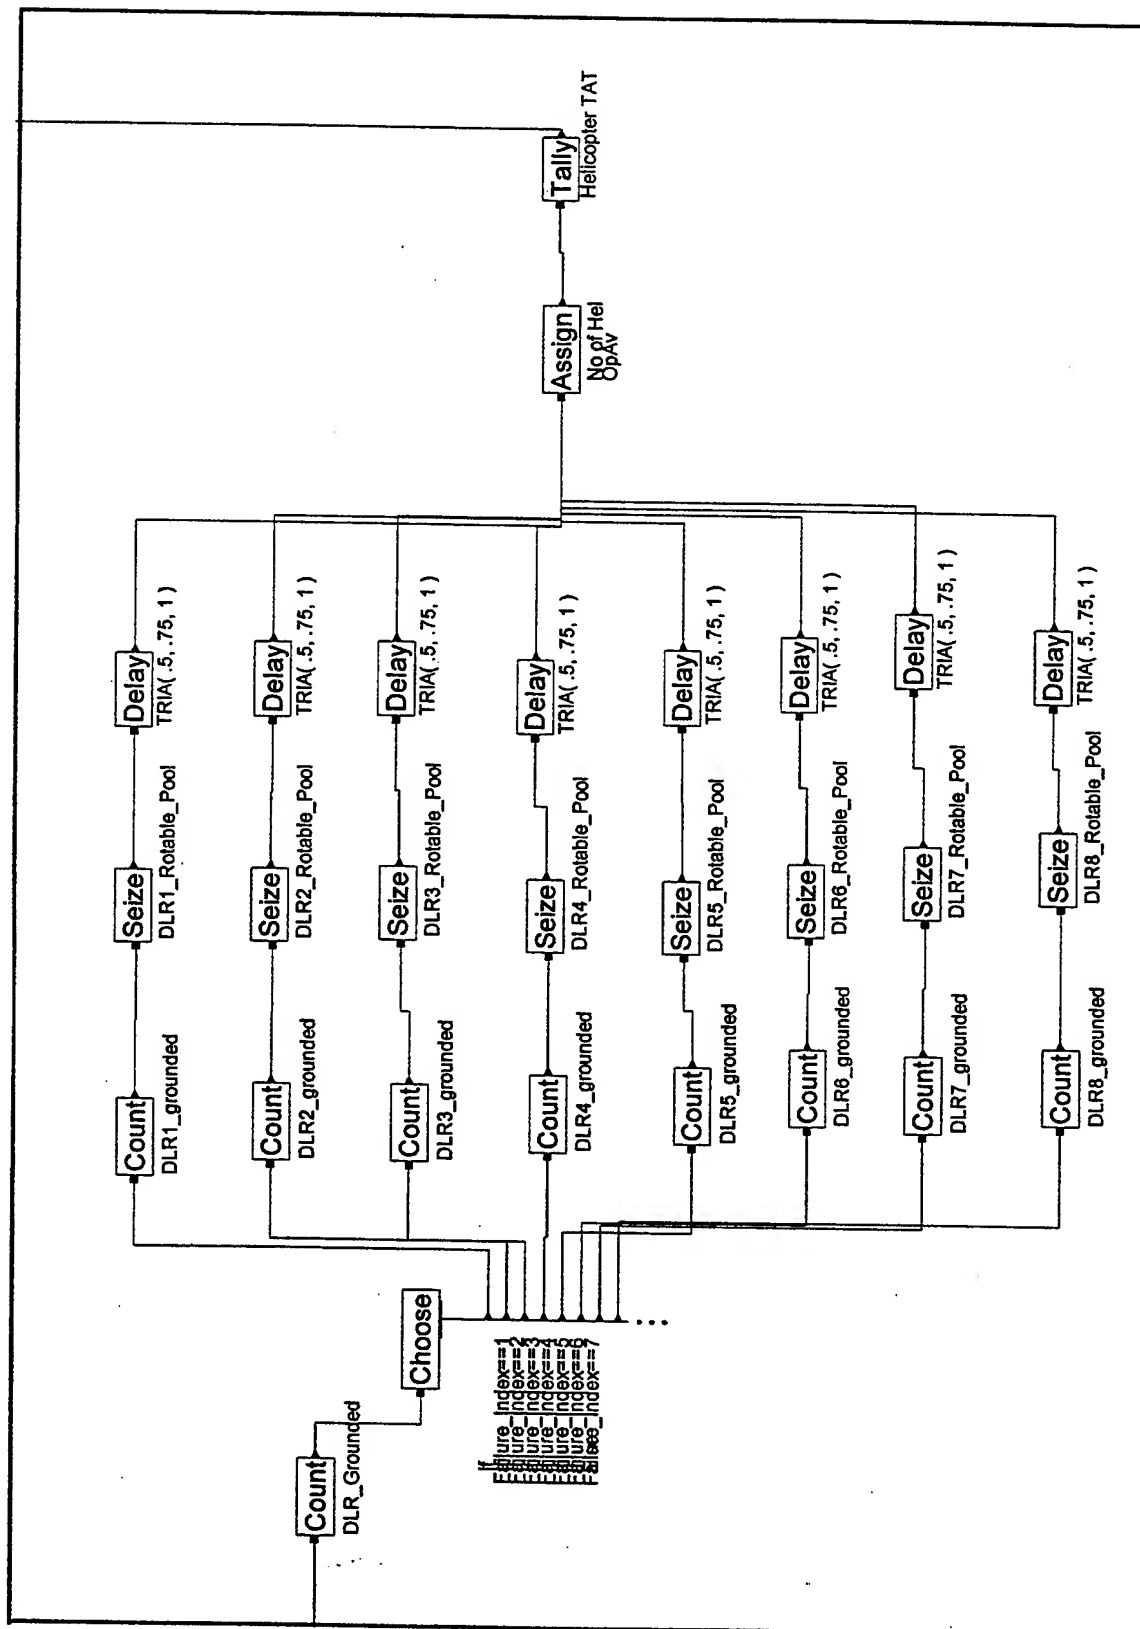 Count
DLR_Grounded
Choose
If
Failure_Index==1
Failure_Index==2
Failure_Index==3
Failure_Index==4
Failure_Index==5
Failure_Index==6
Failure_Index==7
...
Count
DLR1_grounded
Seize
DLR1_Rotable_Pool
Delay
TRIA( .5, .75, 1 )
Count
DLR2_grounded
Seize
DLR2_Rotable_Pool
Delay
TRIA( .5, .75, 1 )
Count
DLR3_grounded
Seize
DLR3_Rotable_Pool
Delay
TRIA( .5, .75, 1 )
Count
DLR4_grounded
Seize
DLR4_Rotable_Pool
Delay
TRIA( .5, .75, 1 )
Count
DLR5_grounded
Seize
DLR5_Rotable_Pool
Delay
TRIA( .5, .75, 1 )
Count
DLR6_grounded
Seize
DLR6_Rotable_Pool
Delay
TRIA( .5, .75, 1 )
Count
DLR7_grounded
Seize
DLR7_Rotable_Pool
Delay
TRIA( .5, .75, 1 )
Count
DLR8_grounded
Seize
DLR8_Rotable_Pool
Delay
TRIA( .5, .75, 1 )
Assign
No of Hel
OpAv
Tally
Helicopter TAT